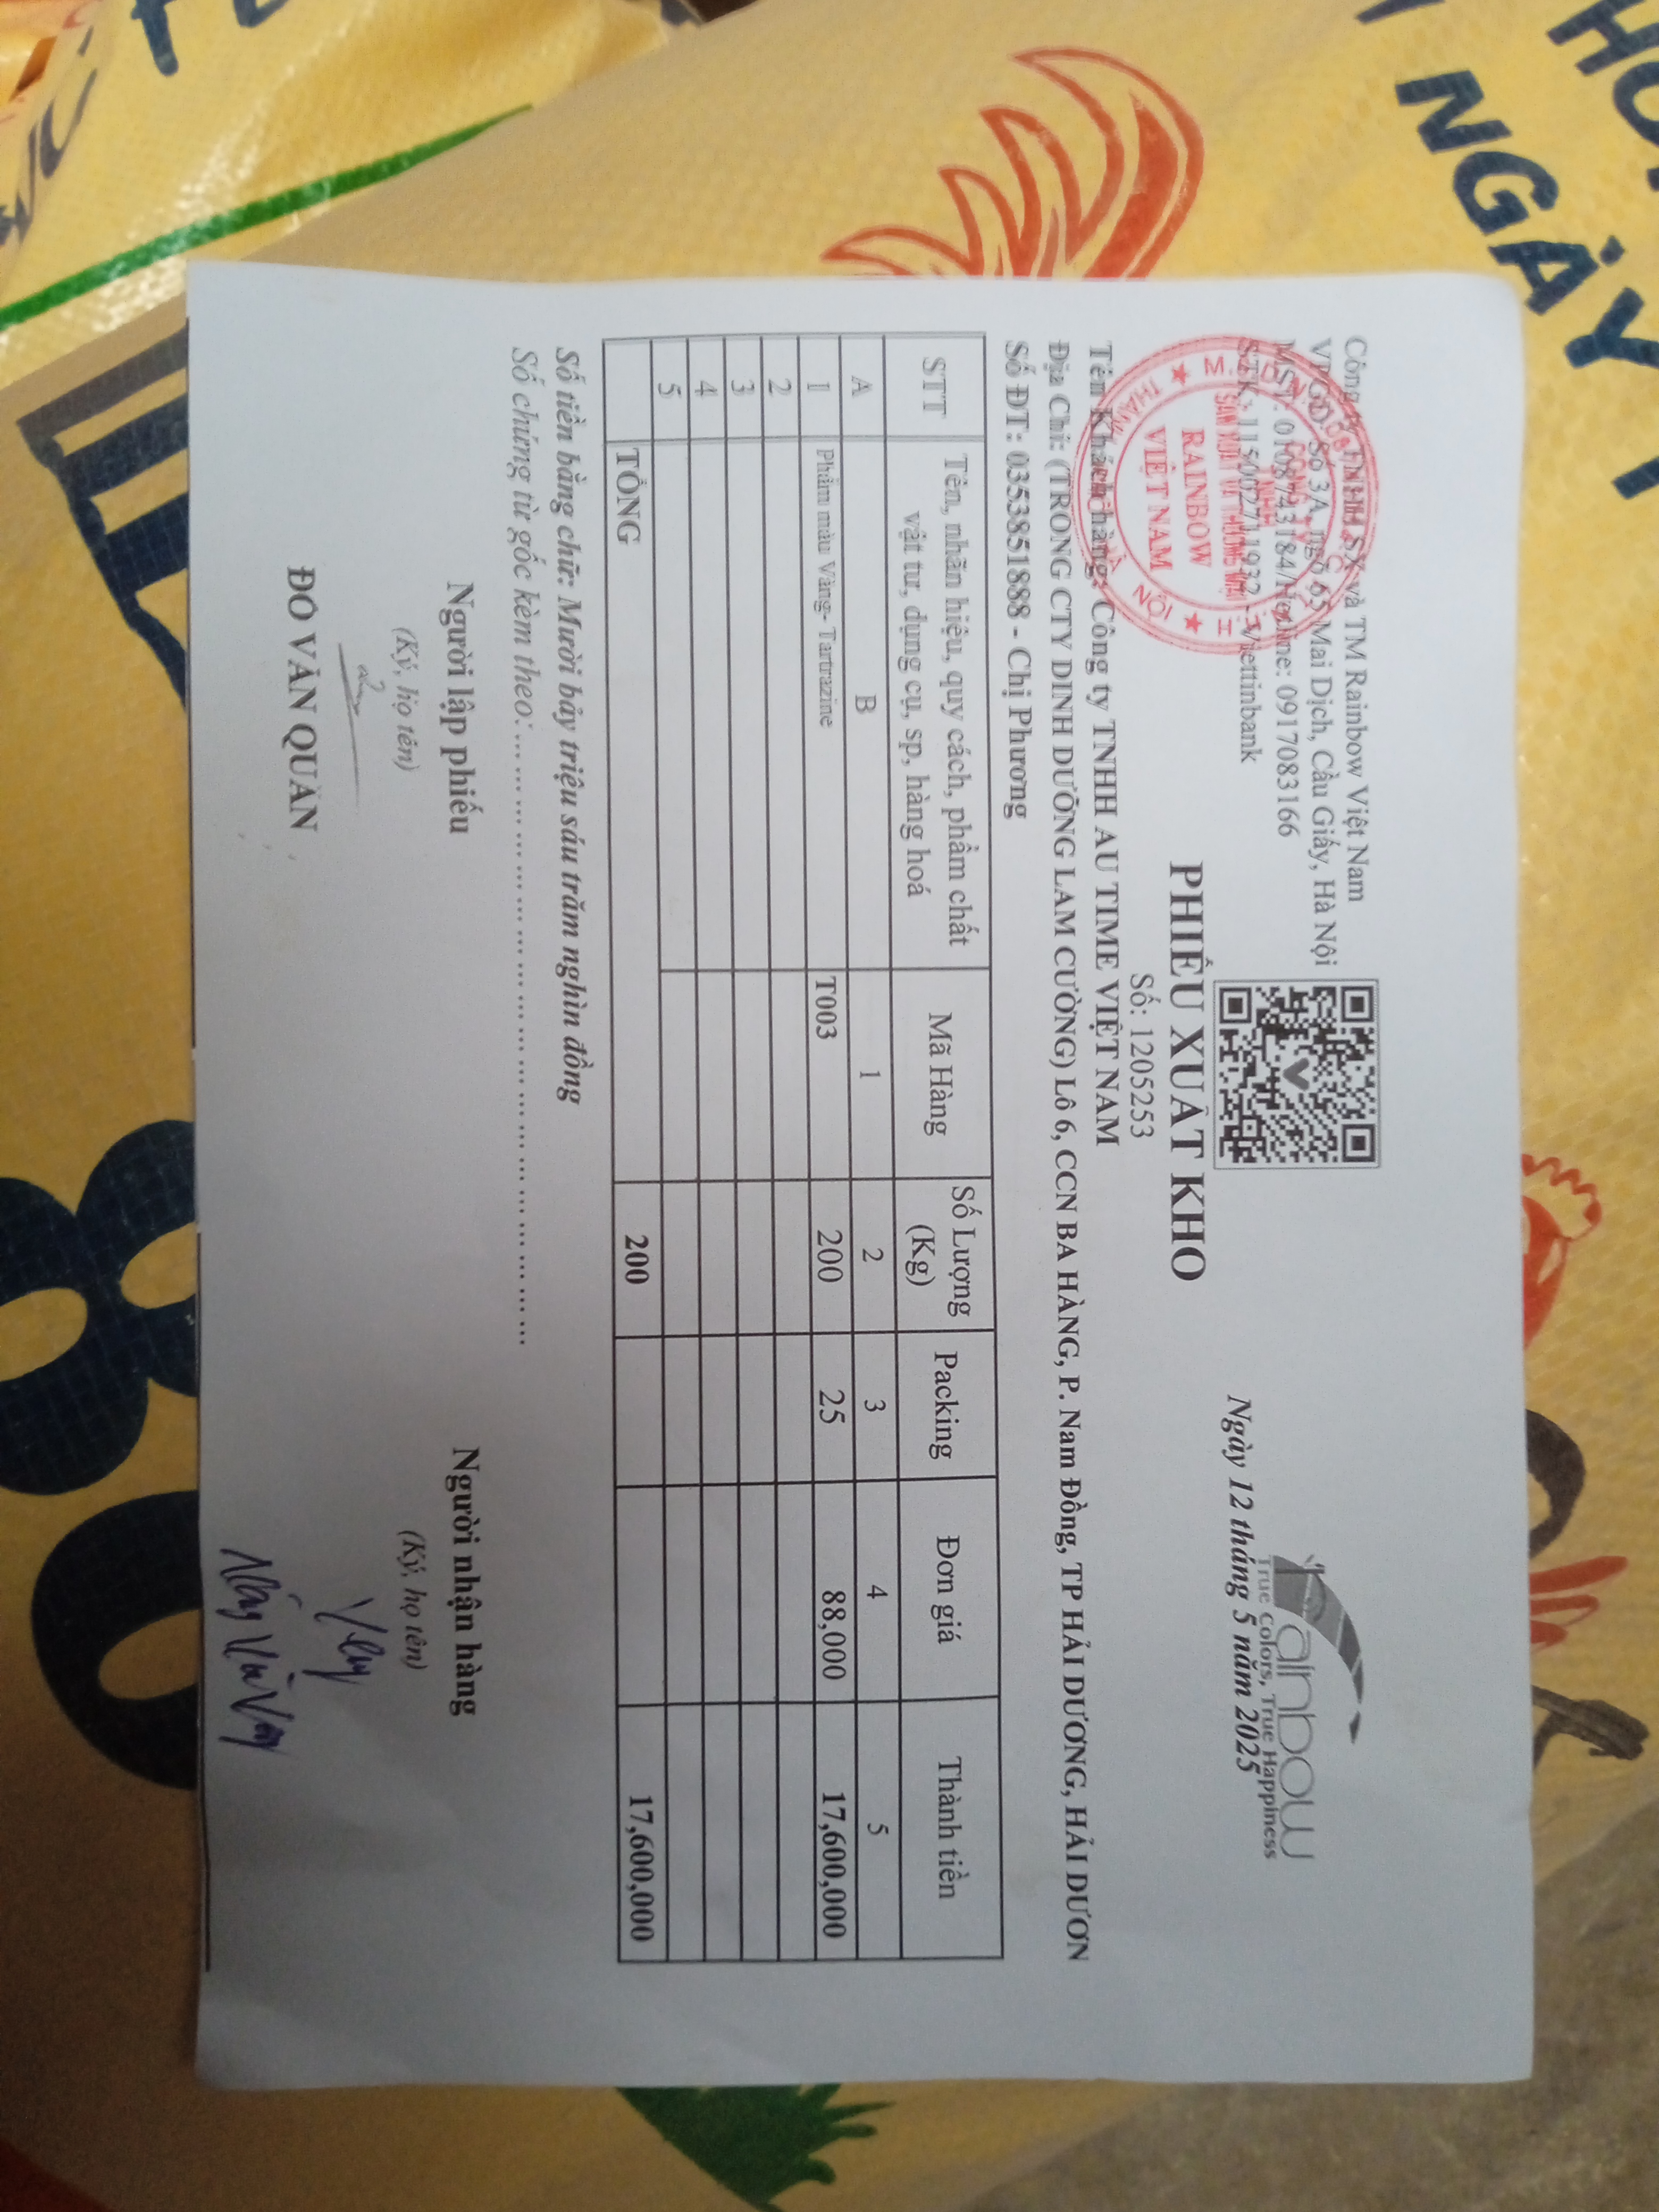 Công ty TNHH SX và TM Rainbow Việt Nam
VPGD: Số 3A, ngõ 65 Mai Dịch, Cầu Giấy, Hà Nội
MST: 0108743184/Hotline: 0917083166
STK: 115002711932 - Viettinbank
Rainbow
True Colors, True Happiness
Ngày 12 tháng 5 năm 2025
PHIẾU XUẤT KHO
Số: 1205253
RAINBOW
VIỆT NAM
Tên Khách hàng: Công ty TNHH AU TIME VIỆT NAM
Địa Chỉ: (TRONG CTY DINH DƯỠNG LAM CƯỜNG) Lô 6, CCN BA HÀNG, P. Nam Đồng, TP HẢI DƯƠNG, HẢI DƯƠN
Số ĐT: 0353851888 - Chị Phương
STT Tên, nhãn hiệu, quy cách, phẩm chất vật tư, dụng cụ, sp, hàng hoá Mã Hàng Số Lượng (Kg) Packing Đơn giá Thành tiền
A B 1 2 3 4 5
1 Phẩm màu Vàng- Tartrazine T003 200 25 88,000 17,600,000
2
3
4
5
TỔNG 200 17,600,000
Số tiền bằng chữ: Mười bảy triệu sáu trăm nghìn đồng
Số chứng từ gốc kèm theo: ... ... ... ... ... ... ... ... ... ... ... ... ... ... ... ... ... ...
Người lập phiếu Người nhận hàng
(Ký, họ tên) (Ký, họ tên)
ĐỖ VĂN QUÂN
NGÀY
80